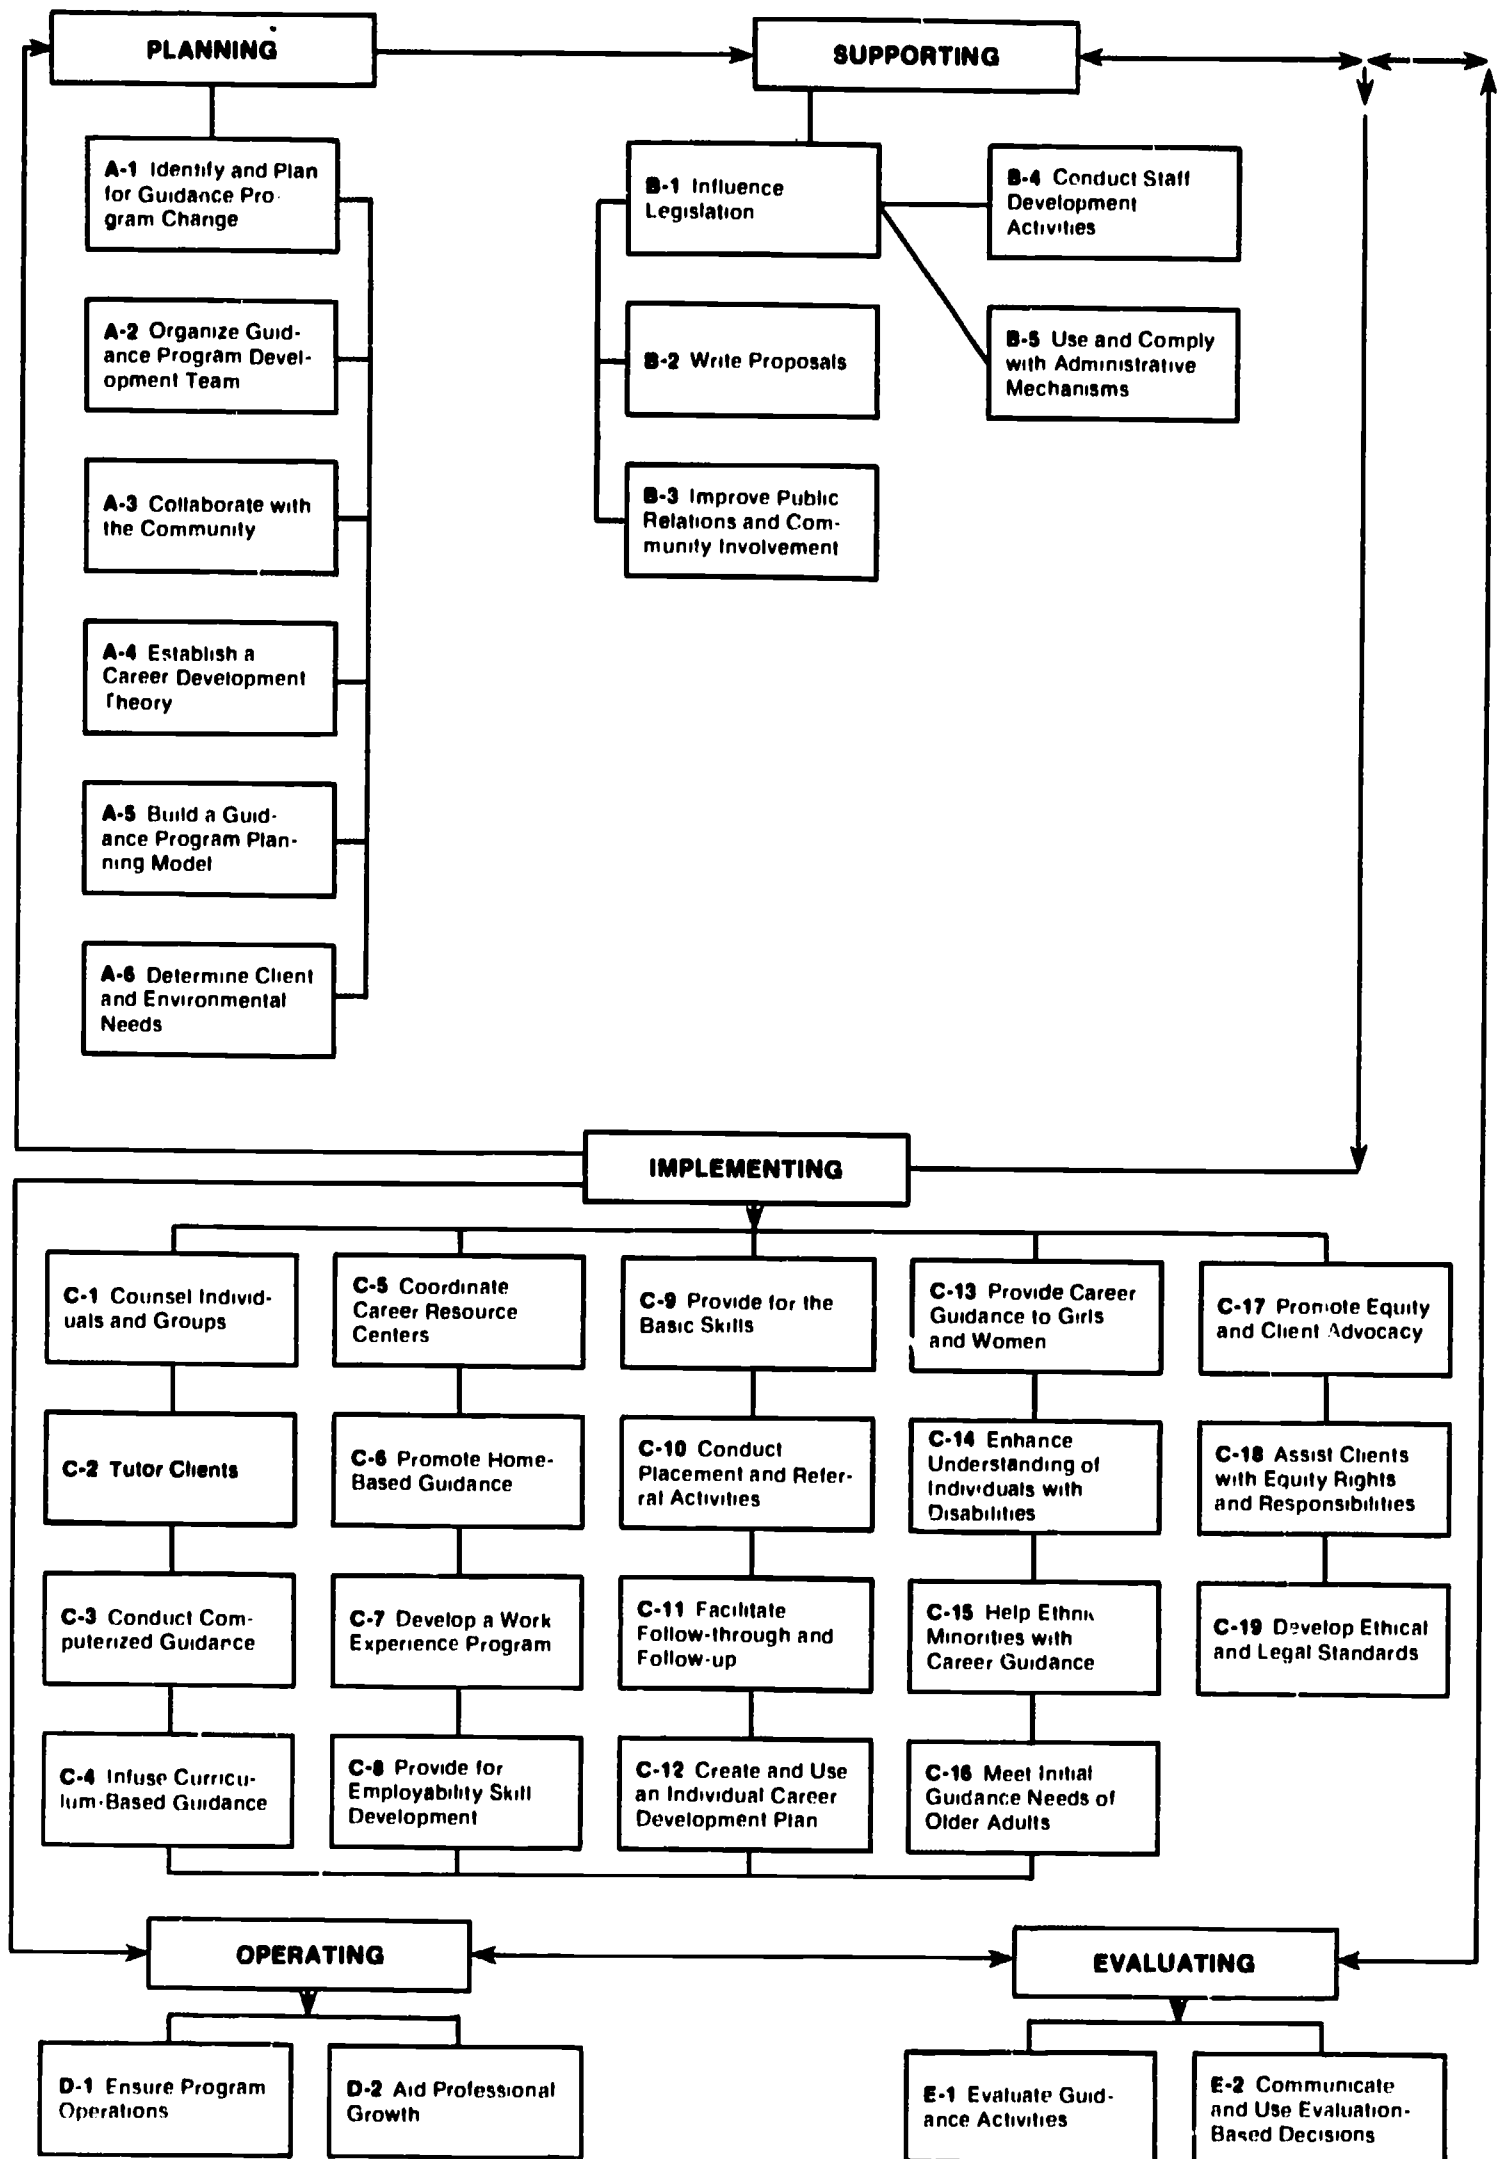 PLANNING
SUPPORTING
A-1 Identify and Plan
for Guidance Pro-
gram Change
A-2 Organize Guid-
ance Program Devel-
opment Team
A-3 Collaborate with
the Community
A-4 Establish a
Career Development
Theory
A-5 Build a Guid-
ance Program Plan-
ning Model
A-6 Determine Client
and Environmental
Needs
B-1 Influence
Legislation
B-2 Write Proposals
B-3 Improve Public
Relations and Com-
munity Involvement
B-4 Conduct Staff
Development
Activities
B-5 Use and Comply
with Administrative
Mechanisms
IMPLEMENTING
C-1 Counsel Individ-
uals and Groups
C-2 Tutor Clients
C-3 Conduct Com-
puterized Guidance
C-4 Infuse Curricu-
lum-Based Guidance
C-5 Coordinate
Career Resource
Centers
C-6 Promote Home-
Based Guidance
C-7 Develop a Work
Experience Program
C-8 Provide for
Employability Skill
Development
C-9 Provide for the
Basic Skills
C-10 Conduct
Placement and Refer-
ral Activities
C-11 Facilitate
Follow-through and
Follow-up
C-12 Create and Use
an Individual Career
Development Plan
C-13 Provide Career
Guidance to Girls
and Women
C-14 Enhance
Understanding of
Individuals with
Disabilities
C-15 Help Ethnic
Minorities with
Career Guidance
C-16 Meet Initial
Guidance Needs of
Older Adults
C-17 Promote Equity
and Client Advocacy
C-18 Assist Clients
with Equity Rights
and Responsibilities
C-19 Develop Ethical
and Legal Standards
OPERATING
EVALUATING
D-1 Ensure Program
Operations
D-2 Aid Professional
Growth
E-1 Evaluate Guid-
ance Activities
E-2 Communicate
and Use Evaluation-
Based Decisions